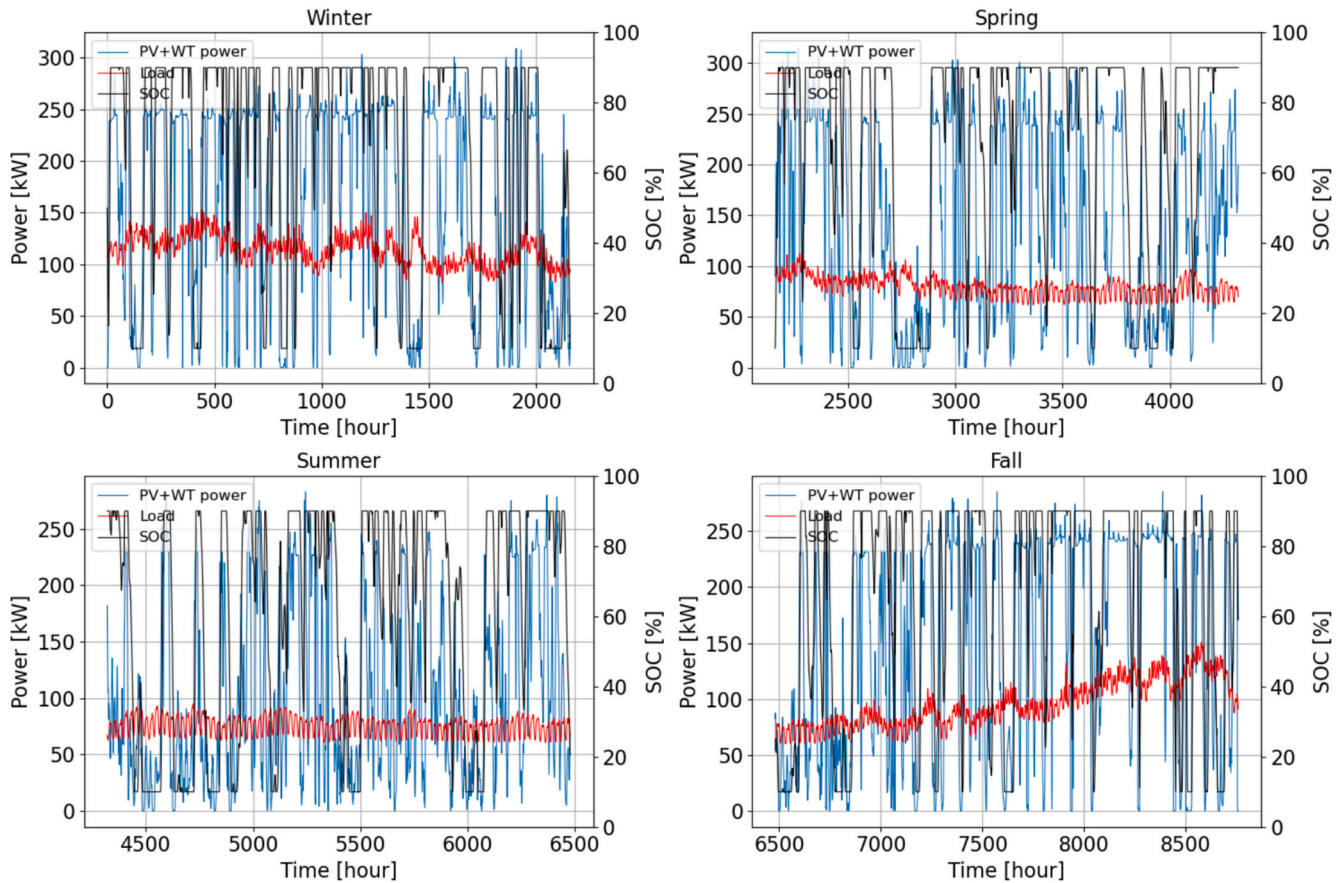 Winter
PV+WT power
Load
SOC
Power [kW]
300
250
200
150
100
50
0
SOC [%]
100
80
60
40
20
0
0 500 1000 1500 2000
Time [hour]
Spring
PV+WT power
Load
SOC
Power [kW]
300
250
200
150
100
50
0
SOC [%]
100
80
60
40
20
0
2500 3000 3500 4000
Time [hour]
Summer
PV+WT power
Load
SOC
Power [kW]
250
200
150
100
50
0
SOC [%]
100
80
60
40
20
0
4500 5000 5500 6000 6500
Time [hour]
Fall
PV+WT power
Load
SOC
Power [kW]
250
200
150
100
50
0
SOC [%]
100
80
60
40
20
0
6500 7000 7500 8000 8500
Time [hour]